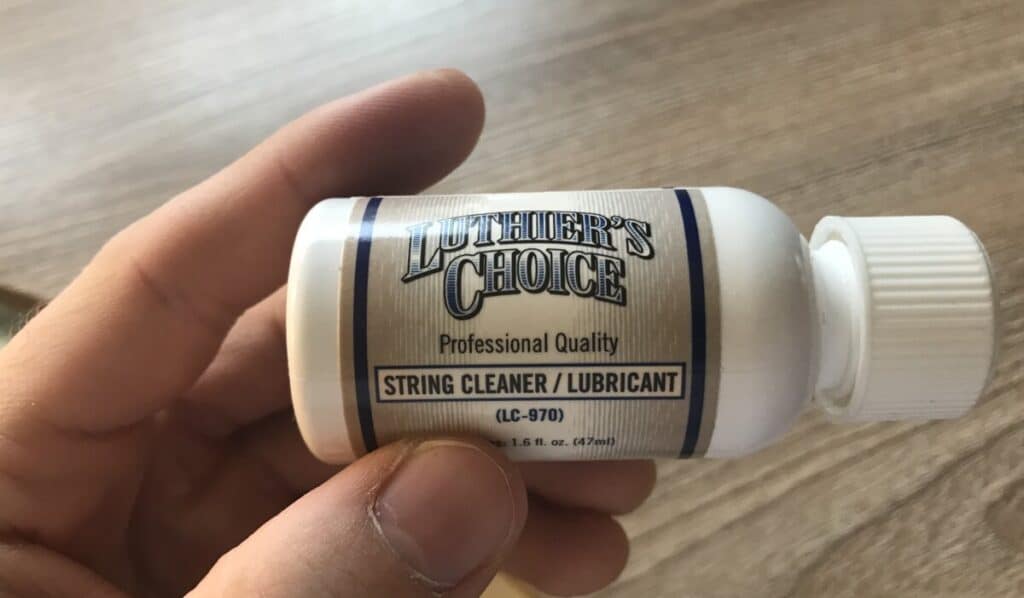 LUTHIER'S
CHOICE
Professional Quality
STRING CLEANER / LUBRICANT
(LC-970)
1.6 fl. oz. (47ml)